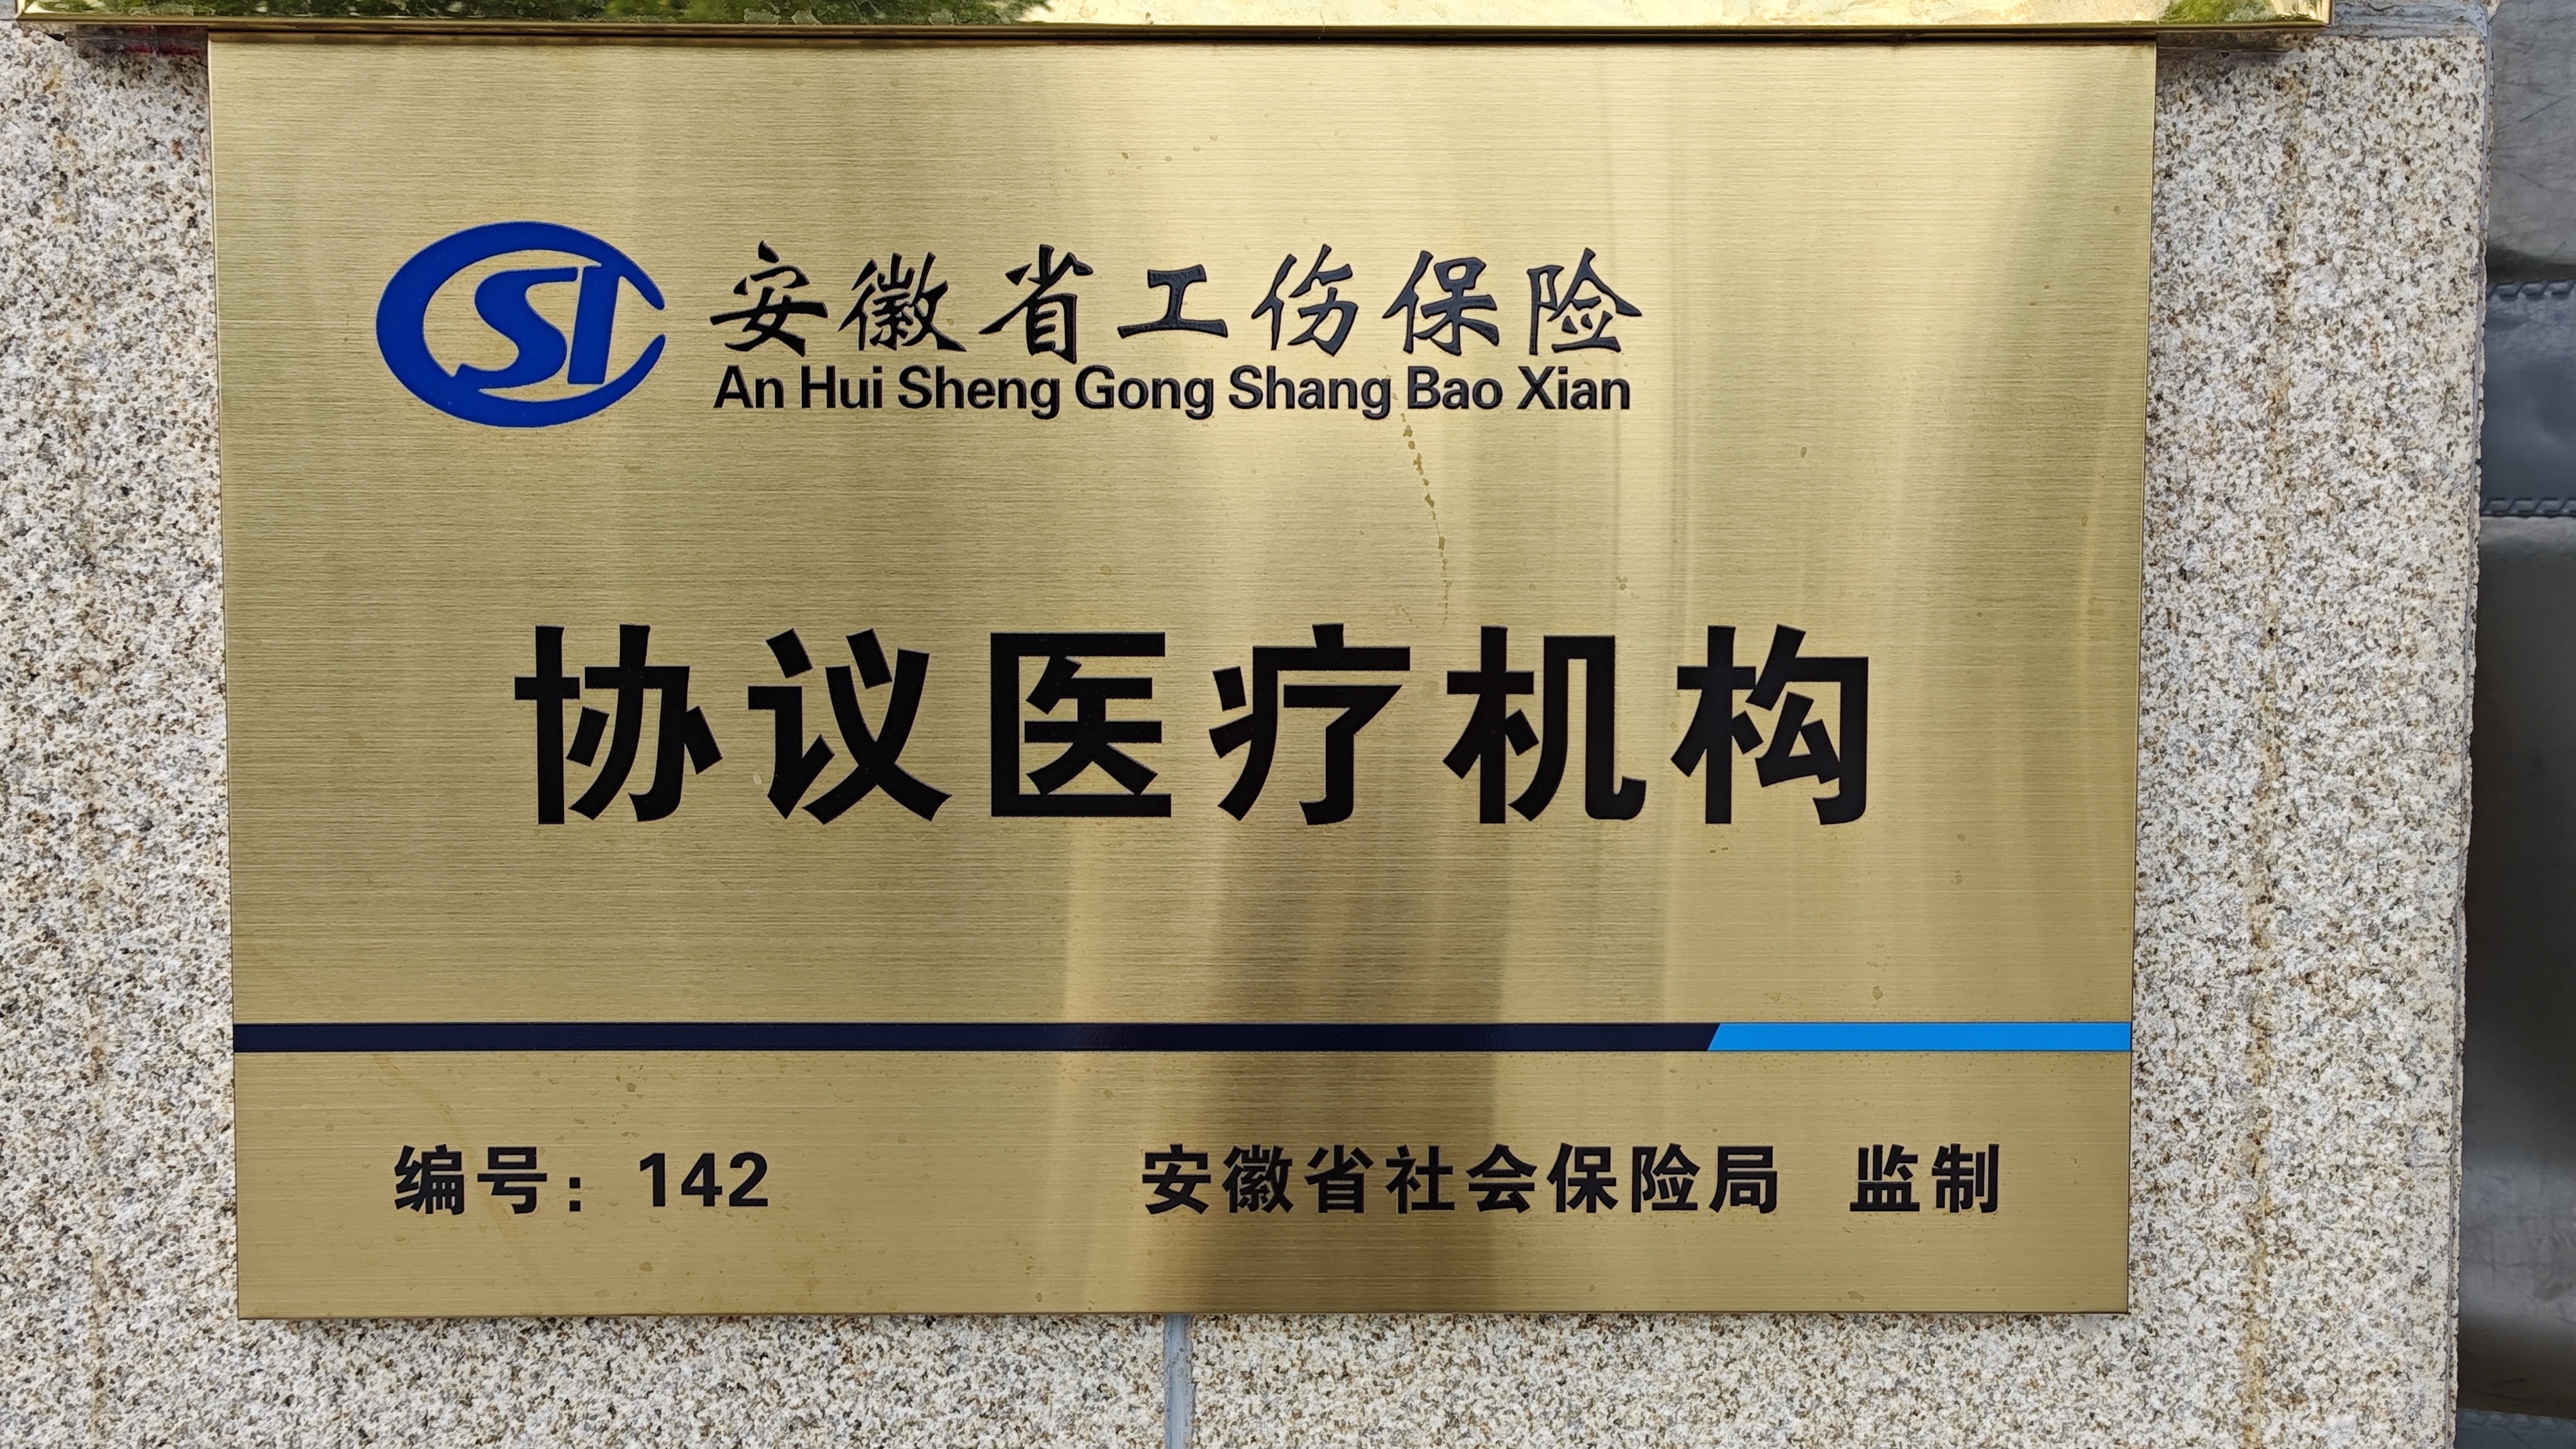 CSI
安徽省工伤保险
An Hui Sheng Gong Shang Bao Xian
协议医疗机构
编号：142
安徽省社会保险局 监制